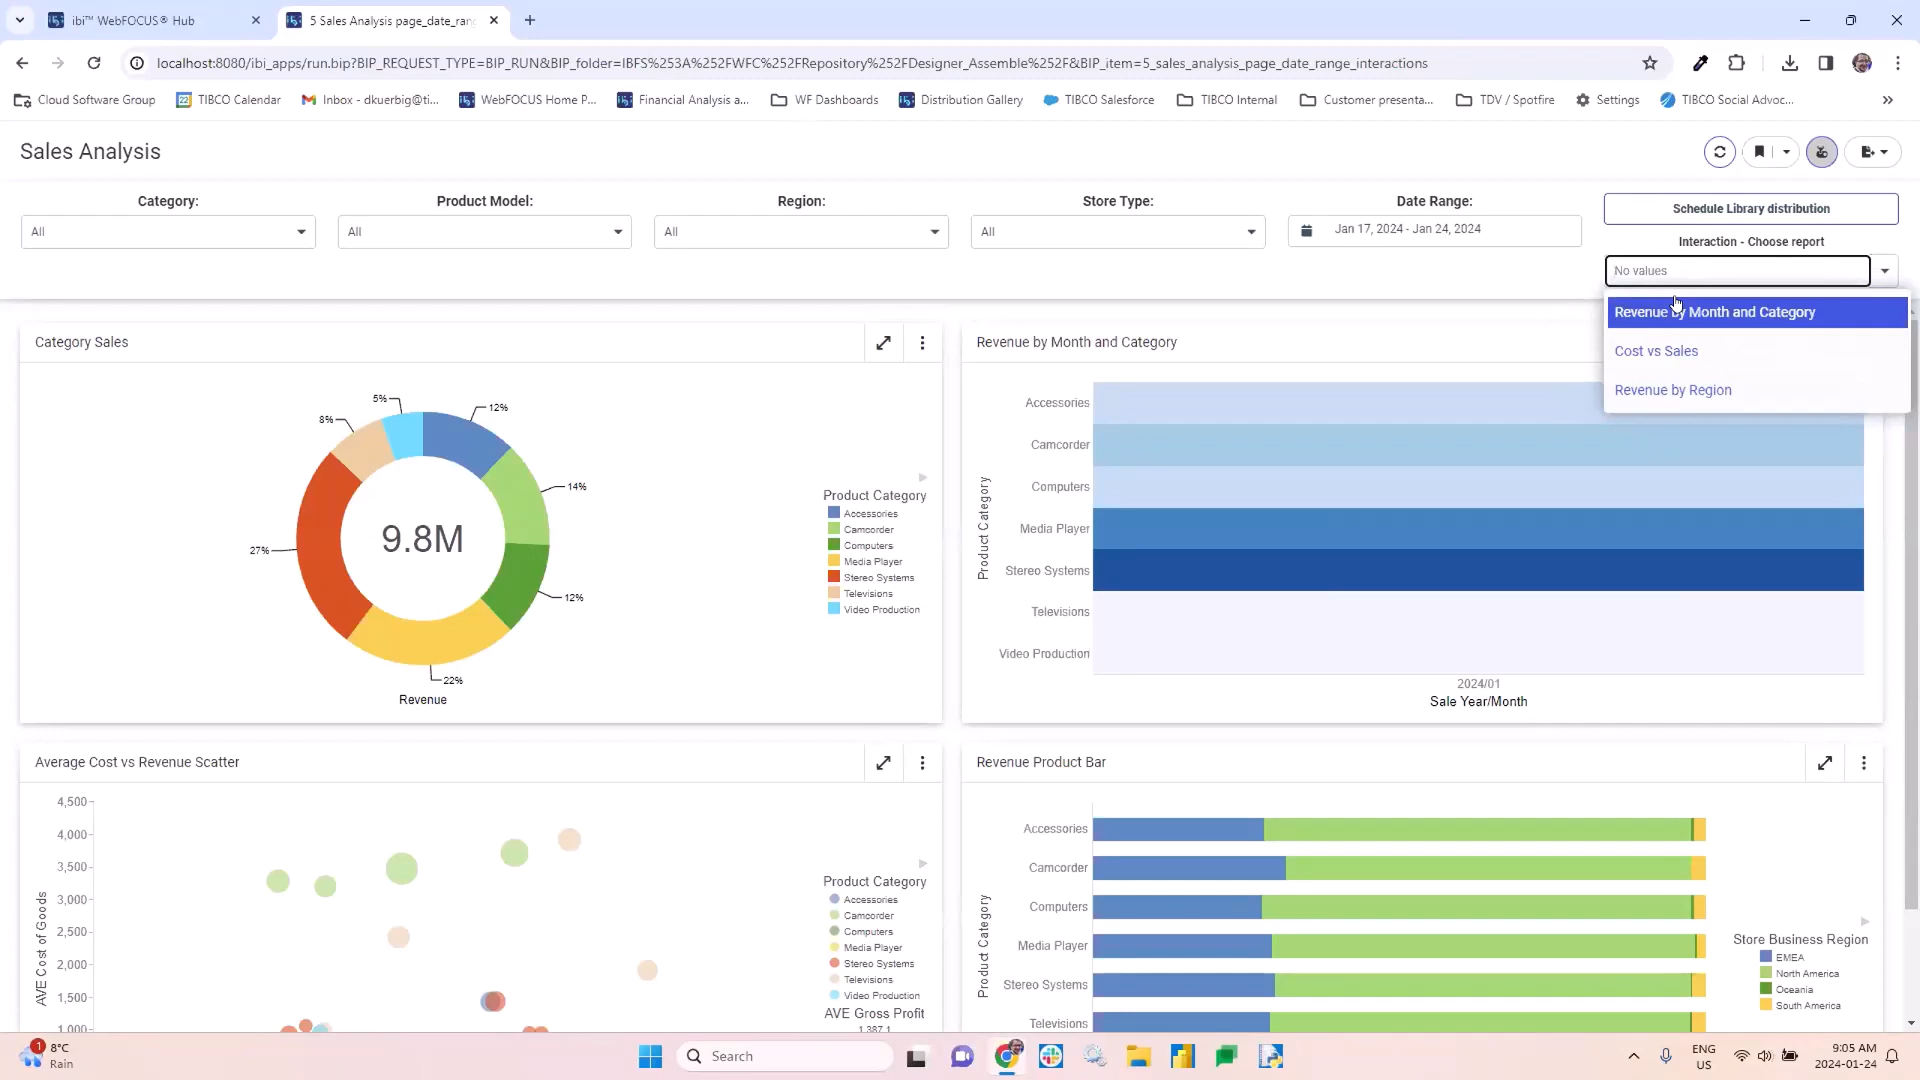 ibi™ WebFOCUS® Hub
5 Sales Analysis page_date_ran
localhost:8080/ibi_apps/run.bip?BIP_REQUEST_TYPE=BIP_RUN&BIP_folder=IBFS%253A%252FWFC%252FRepository%252FDesigner_Assemble%252F&BIP_item=5_sales_analysis_page_date_range_interactions
Cloud Software Group
TIBCO Calendar
Inbox - dkuerbig@ti...
WebFOCUS Home P...
Financial Analysis a...
WF Dashboards
Distribution Gallery
TIBCO Salesforce
TIBCO Internal
Customer presenta...
TDV / Spotfire
Settings
TIBCO Social Advoc...
Sales Analysis
Category:
All
Product Model:
All
Region:
All
Store Type:
All
Date Range:
Jan 17, 2024 - Jan 24, 2024
Schedule Library distribution
Interaction - Choose report
No values
Revenue by Month and Category
Cost vs Sales
Revenue by Region
Category Sales
5%
12%
8%
14%
27%
9.8M
12%
22%
Revenue
Product Category
Accessories
Camcorder
Computers
Media Player
Stereo Systems
Televisions
Video Production
Revenue by Month and Category
Product Category
Accessories
Camcorder
Computers
Media Player
Stereo Systems
Televisions
Video Production
2024/01
Sale Year/Month
Average Cost vs Revenue Scatter
AVE Cost of Goods
4,500
4,000
3,500
3,000
2,500
2,000
1,500
1,000
Product Category
Accessories
Camcorder
Computers
Media Player
Stereo Systems
Televisions
Video Production
AVE Gross Profit
1,387.1
Revenue Product Bar
Product Category
Accessories
Camcorder
Computers
Media Player
Stereo Systems
Televisions
Store Business Region
EMEA
North America
Oceania
South America
1
8°C
Rain
Search
ENG
US
9:05 AM
2024-01-24